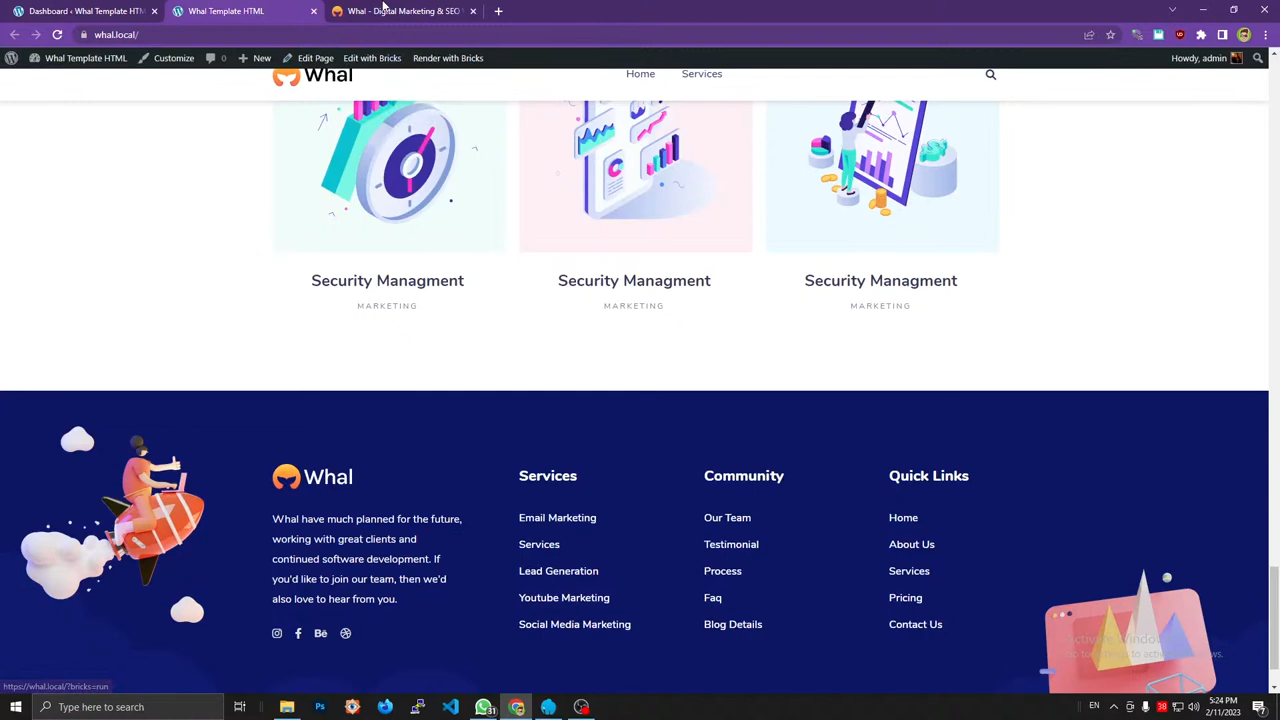 Dashboard ‹ Whal Template HTM
Whal Template HTML
Whal - Digital Marketing & SEO
whal.local/
Whal Template HTML
Customize
0
New
Edit Page
Edit with Bricks
Render with Bricks
Howdy, admin
Whal
Home
Services
Security Managment
Security Managment
Security Managment
MARKETING
MARKETING
MARKETING
Whal
Services
Community
Quick Links
Whal have much planned for the future,
working with great clients and
continued software development. If
you'd like to join our team, then we'd
also love to hear from you.
Email Marketing
Services
Lead Generation
Youtube Marketing
Social Media Marketing
Our Team
Testimonial
Process
Faq
Blog Details
Home
About Us
Services
Pricing
Contact Us
https://whal.local/?bricks=run
Type here to search
31
38
EN
5:24 PM
2/11/2023